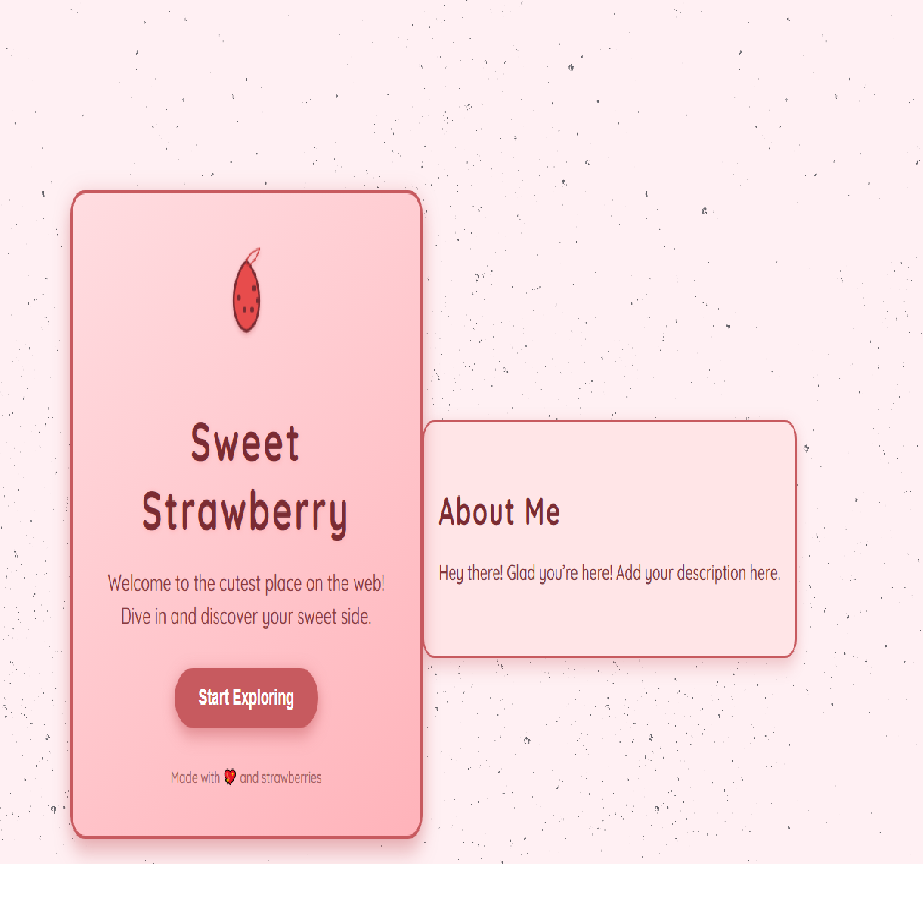 Sweet
Strawberry
Welcome to the cutest place on the web!
Dive in and discover your sweet side.
Start Exploring
Made with 🍓 and strawberries
About Me
Hey there! Glad you’re here! Add your description here.